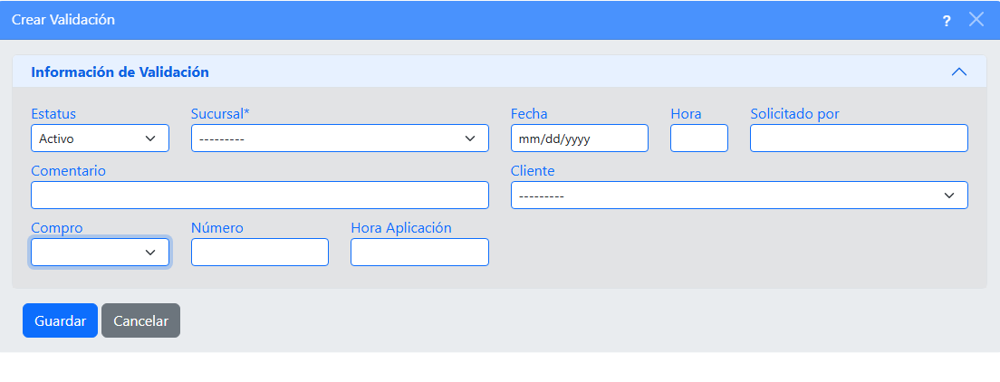 Crear Validación ?
Información de Validación
Estatus Sucursal* Fecha Hora Solicitado por
Activo --------- mm/dd/yyyy
Comentario Cliente
---------
Compro Número Hora Aplicación
Guardar Cancelar